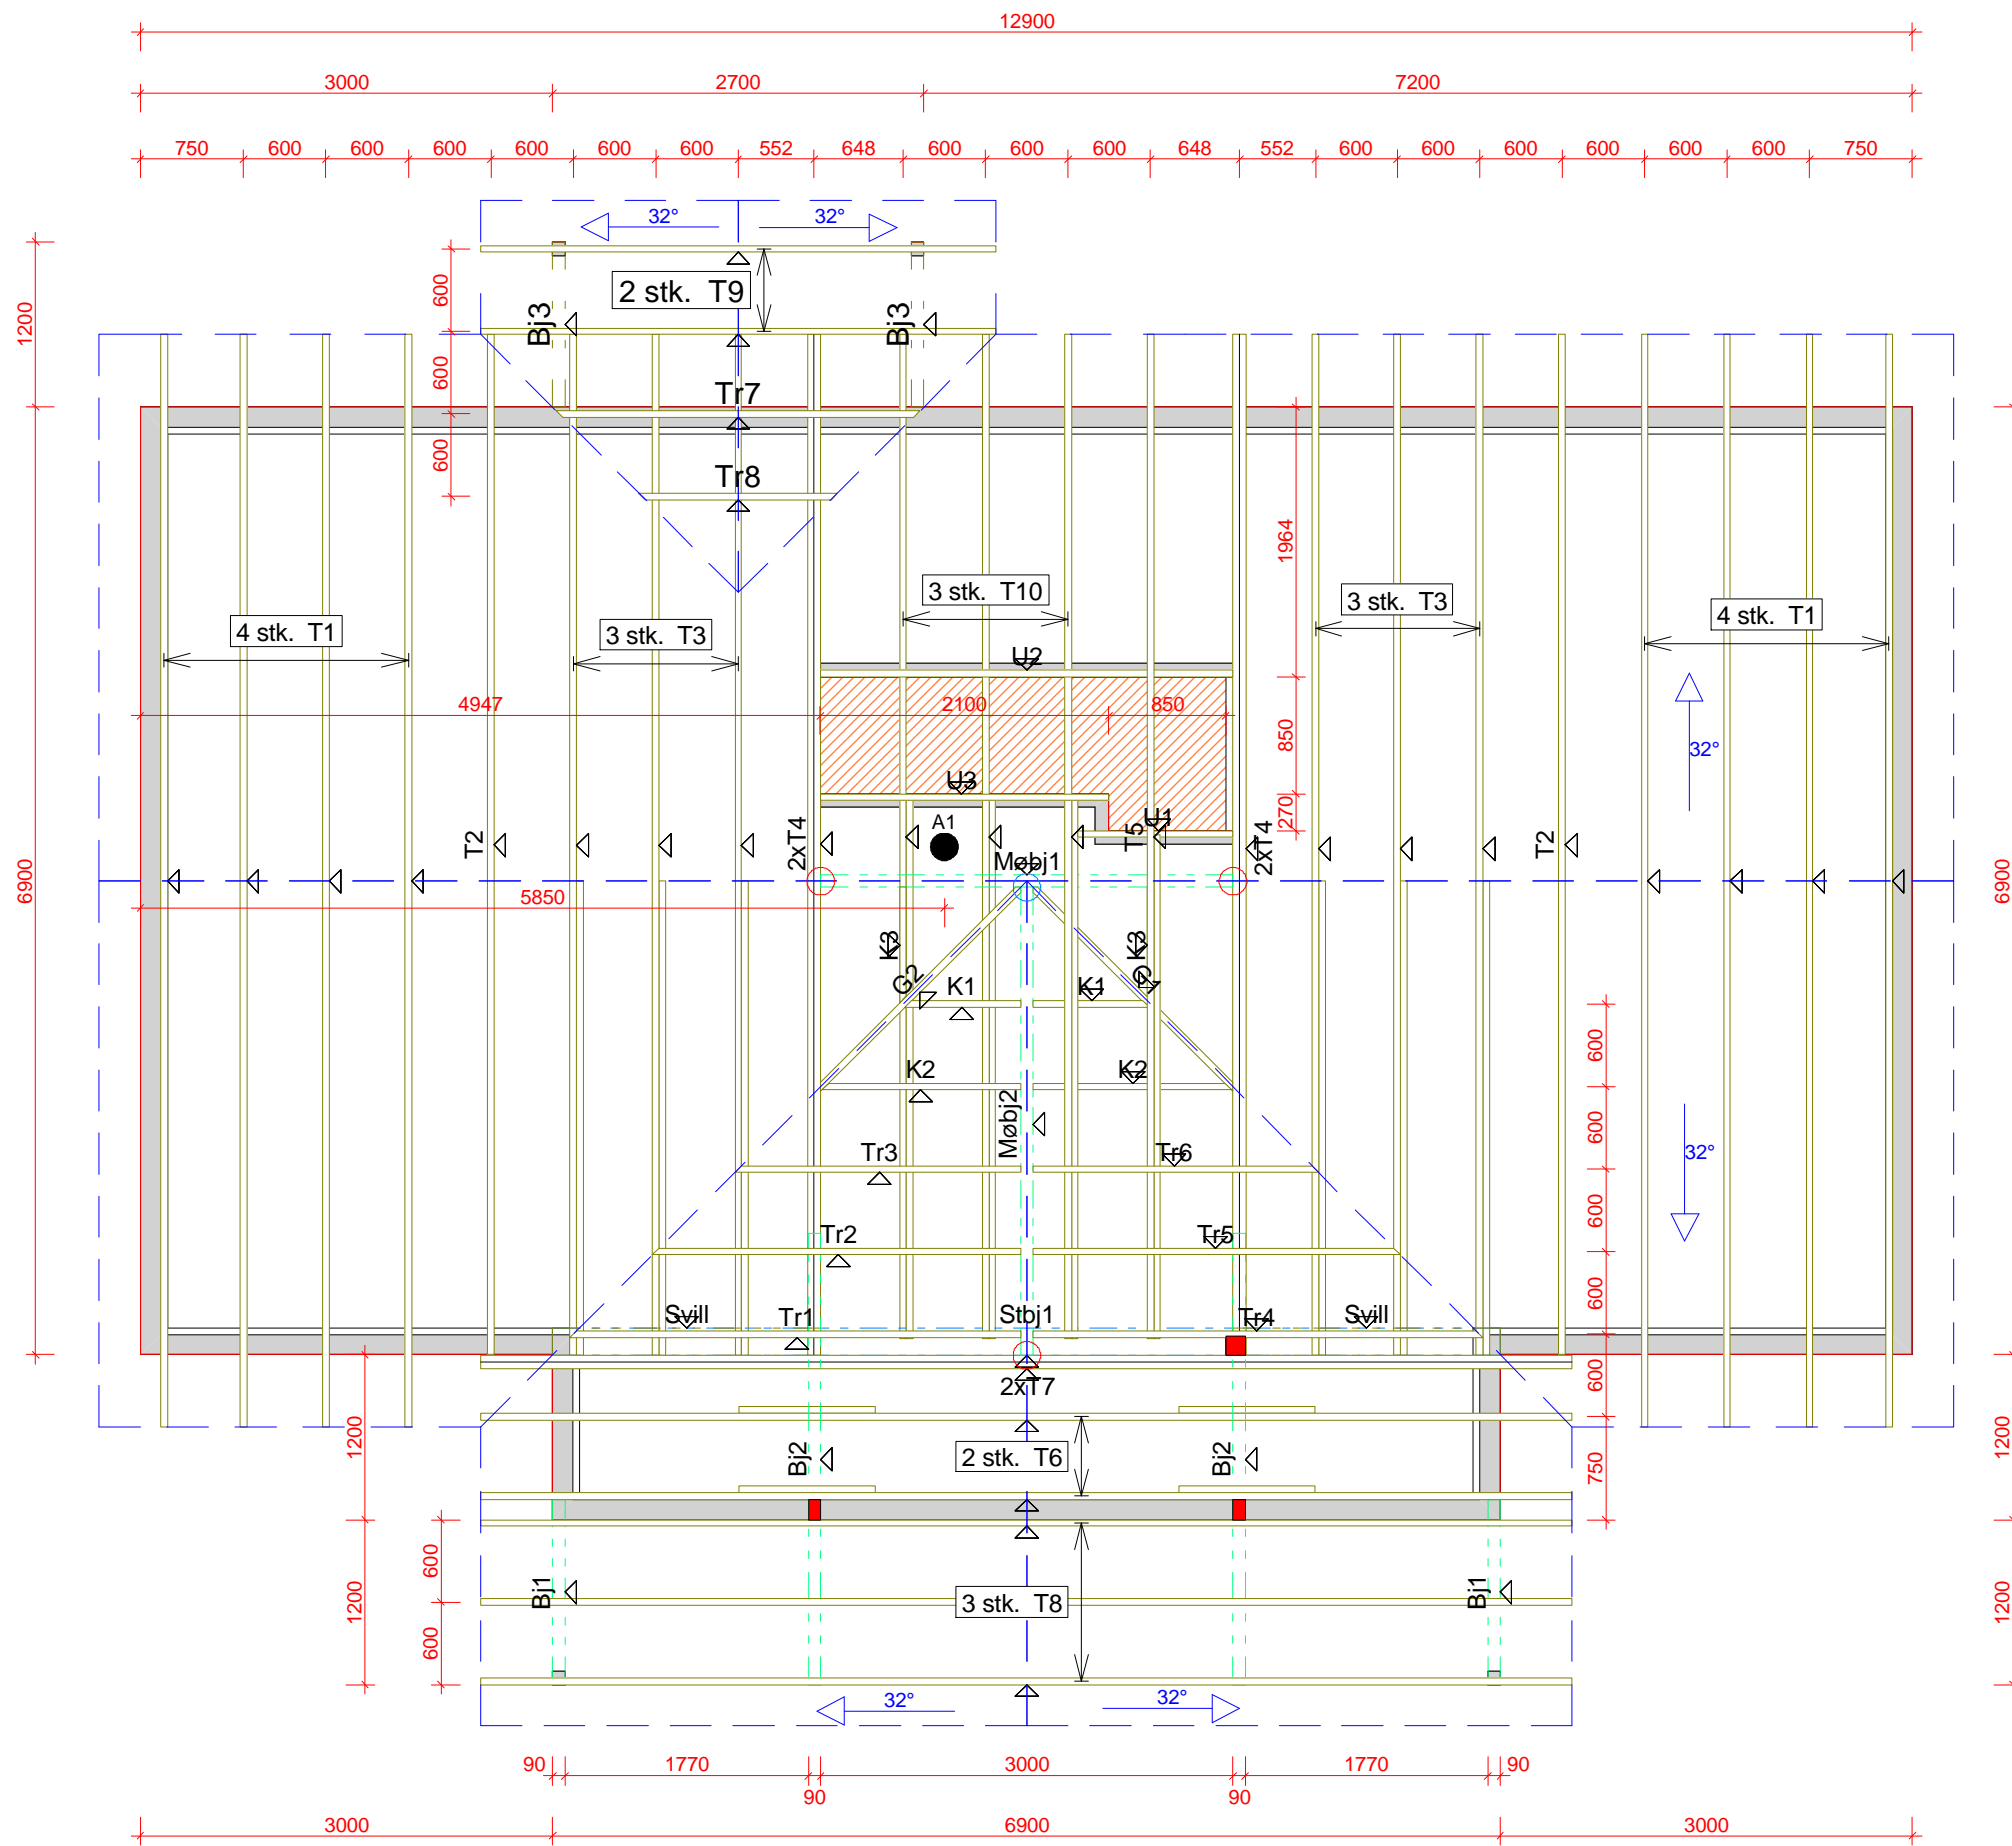 12900
3000 2700 7200
750 600 600 600 600 600 600 552 648 600 600 600 648 552 600 600 600 600 600 600 750
32° 32°
600
2 stk. T9
1200
Bj3 Bj3
600
Tr7
600
Tr8
1964
3 stk. T10
3 stk. T3
4 stk. T1
4 stk. T1
3 stk. T3
U2
4947 2100 850
850
32°
U3
270
A1
U1
T2
2xT4
T5
2xT4
T2
Møbj1
6900
6900
5850
K3
K3
G2
G1
K1 K1
600
K2 K2
Møbj2
600
Tr3 Tr6
32°
600
Tr2 Tr5
600
Svill Tr1 Stbj1 Tr4 Svill
600
2xT7
1200
Bj2
2 stk. T6
Bj2
750
1200
600
Bj1
3 stk. T8
Bj1
1200
1200
600
32° 32°
90 1770 3000 1770 90
90 90
3000 6900 3000